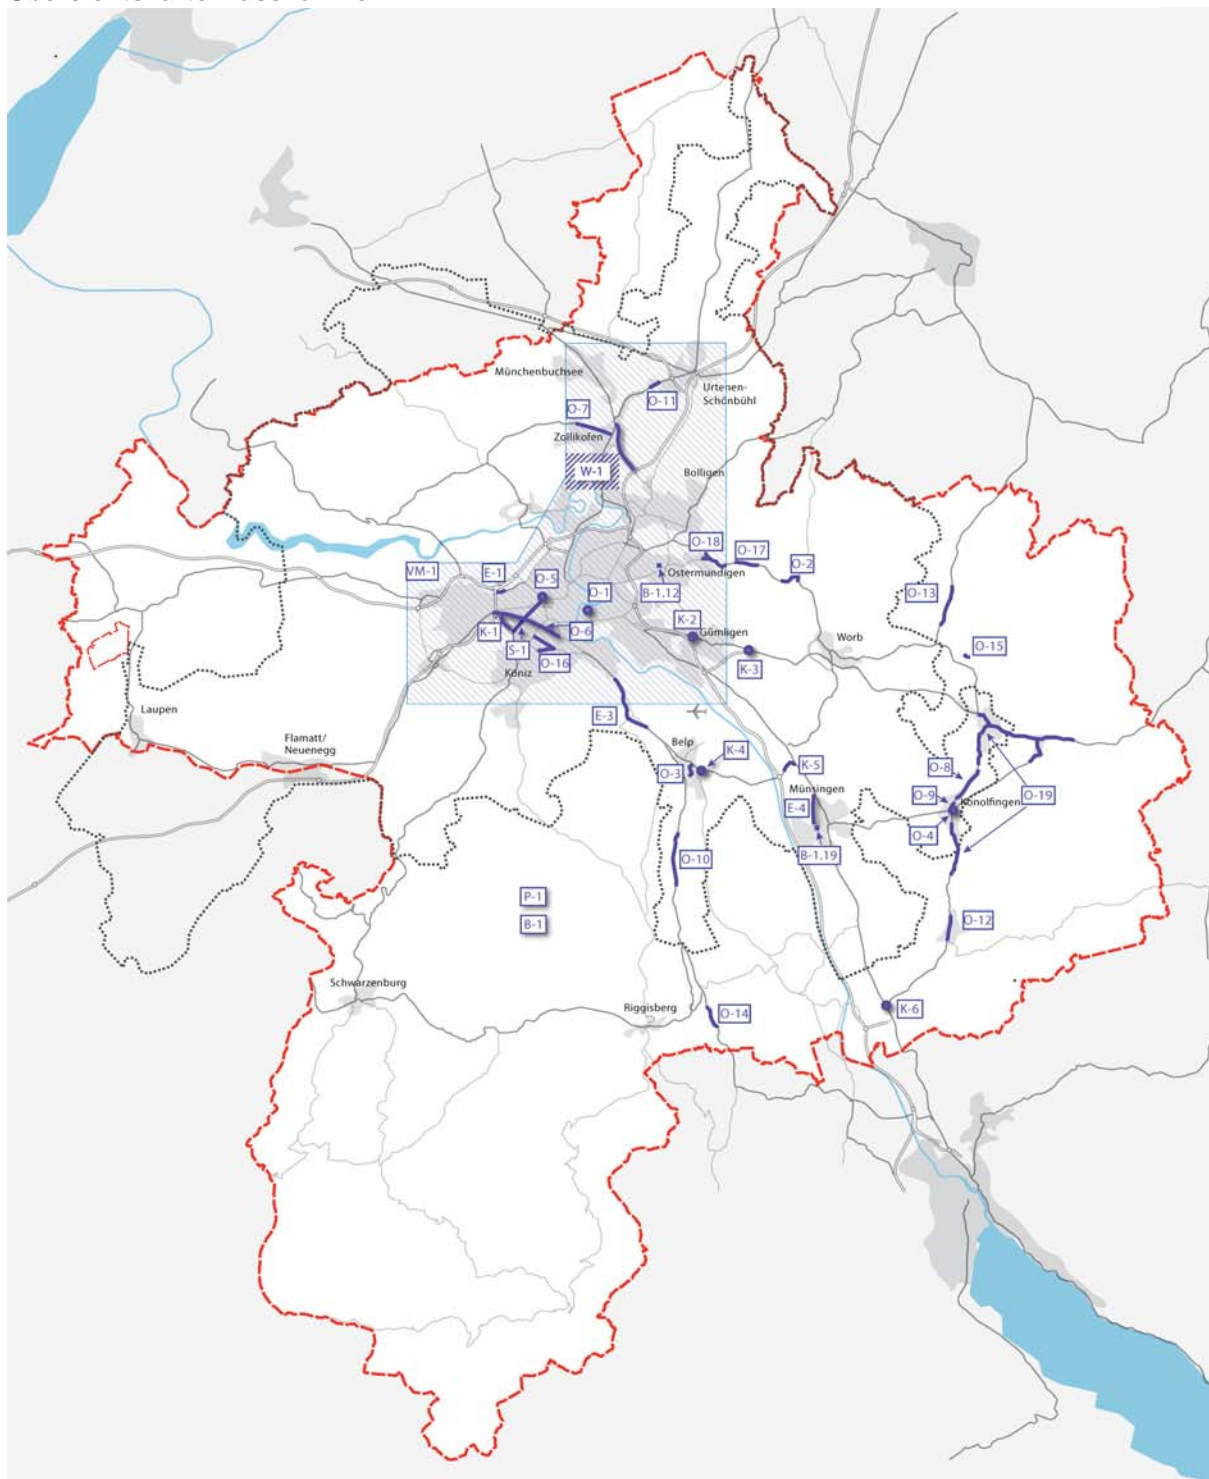 Münchenbuchsee
Urtenen-
Schönbühl
O-7
O-11
Zollikofen
W-1
Bolligen
O-18
O-17
O-2
VM-1
E-1
O-5
O-1
Ostermundigen
B-1.12
O-13
K-1
S-1
O-6
K-2
Gümligen
Worb
O-16
K-3
O-15
Köniz
Laupen
E-3
Flamatt/
Neuenegg
Belp
K-4
O-3
K-5
O-8
Münsingen
E-4
O-9
Konolfingen
O-19
O-4
B-1.19
O-10
P-1
B-1
O-12
Schwarzenburg
Riggisberg
O-14
K-6